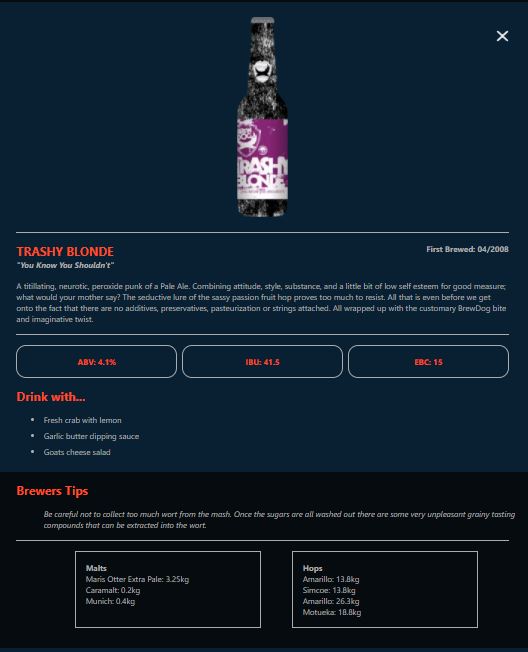 TRASHY
BLONDE
TRASHY BLONDE
First Brewed: 04/2008
"You Know You Shouldn't"
A titillating, neurotic, peroxide punk of a Pale Ale. Combining attitude, style, substance, and a little bit of low self esteem for good measure;
what would your mother say? The seductive lure of the sassy passion fruit hop proves too much to resist. All that is even before we get
onto the fact that there are no additives, preservatives, pasteurization or strings attached. All wrapped up with the customary BrewDog bite
and imaginative twist.
ABV: 4.1%
IBU: 41.5
EBC: 15
Drink with...
• Fresh crab with lemon
• Garlic butter dipping sauce
• Goats cheese salad
Brewers Tips
Be careful not to collect too much wort from the mash. Once the sugars are all washed out there are some very unpleasant grainy tasting
compounds that can be extracted into the wort.
Malts
Maris Otter Extra Pale: 3.25kg
Caramalt: 0.2kg
Munich: 0.4kg
Hops
Amarillo: 13.8kg
Simcoe: 13.8kg
Amarillo: 26.3kg
Motueka: 18.8kg